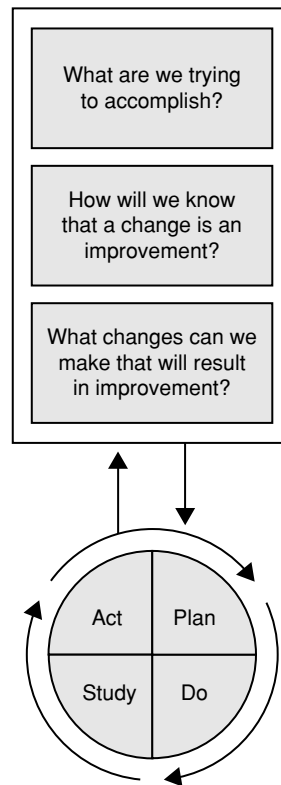 What are we trying
to accomplish?
How will we know
that a change is an
improvement?
What changes can we
make that will result
in improvement?
Act
Plan
Study
Do